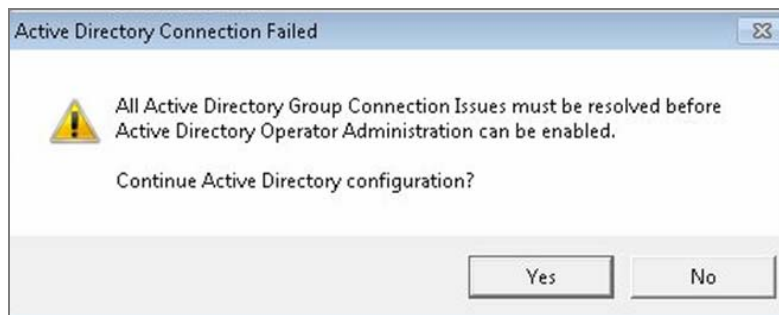 Active Directory Connection Failed
All Active Directory Group Connection Issues must be resolved before
Active Directory Operator Administration can be enabled.
Continue Active Directory configuration?
Yes
No